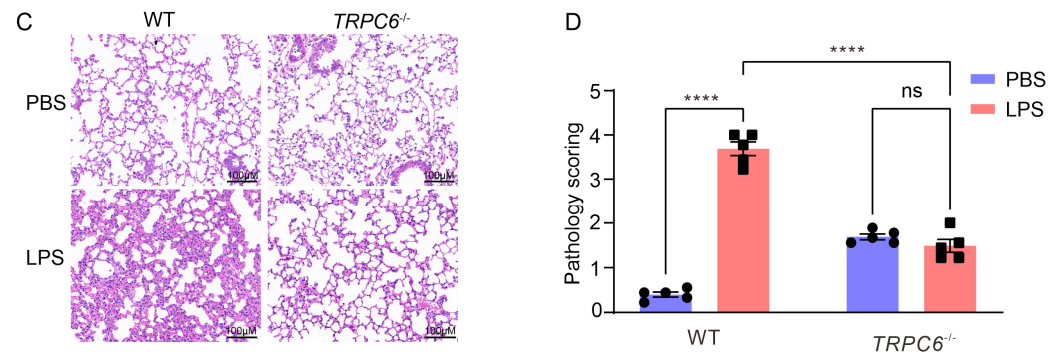 C
WT
TRPC6-/-
PBS
100μM
100μM
LPS
100μM
100μM
D
****
PBS
LPS
****
ns
Pathology scoring
5
4
3
2
1
0
WT
TRPC6-/-